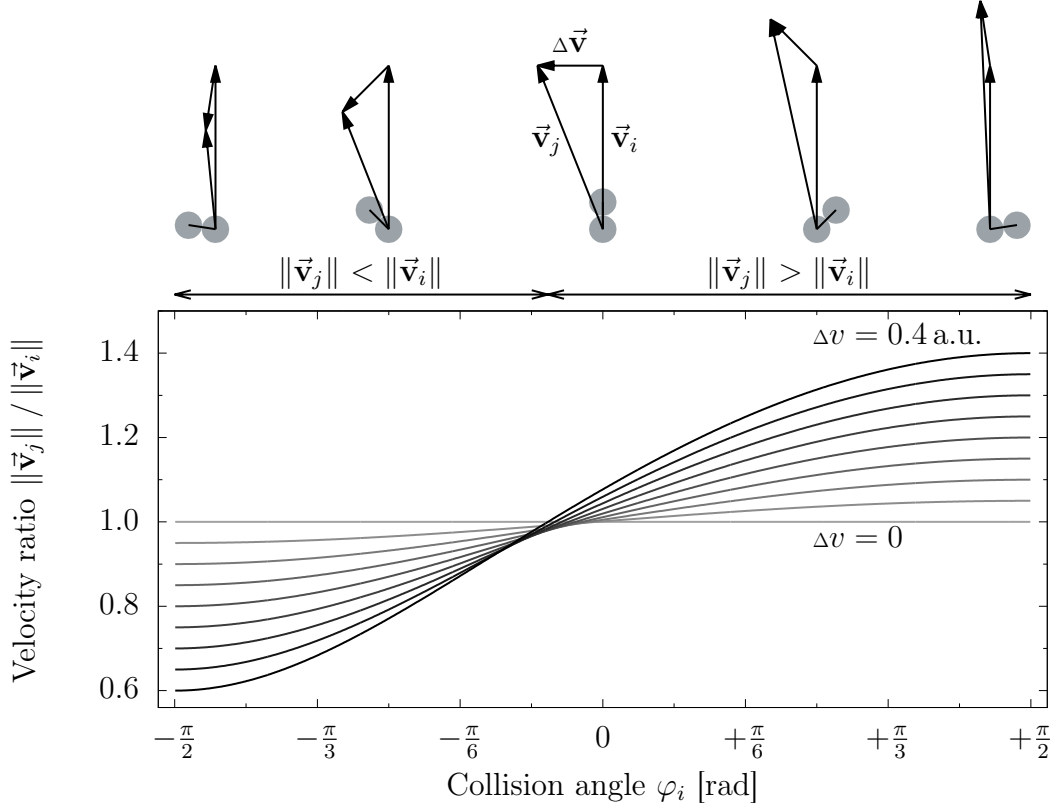 Δv⃗
v⃗j
v⃗i
‖v⃗j‖ < ‖v⃗i‖
‖v⃗j‖ > ‖v⃗i‖
Velocity ratio ‖v⃗j‖ / ‖v⃗i‖
1.4
1.2
1.0
0.8
0.6
Δv = 0.4 a.u.
Δv = 0
−π/2
−π/3
−π/6
0
+π/6
+π/3
+π/2
Collision angle φi [rad]